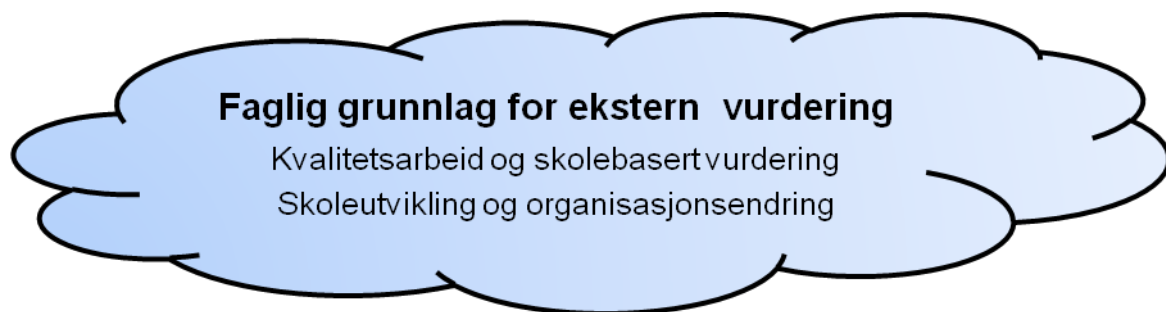 Faglig grunnlag for ekstern vurdering
Kvalitetsarbeid og skolebasert vurdering
Skoleutvikling og organisasjonsendring